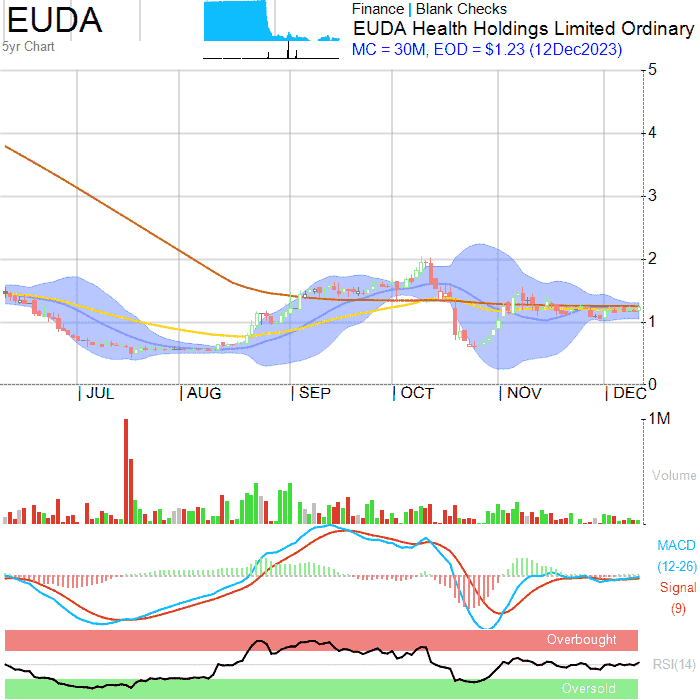 EUDA
5yr Chart
Finance | Blank Checks
EUDA Health Holdings Limited Ordinary
MC = 30M, EOD = $1.23 (12Dec2023)
5
4
3
2
1
0
| JUL | AUG | SEP | OCT | NOV | DEC
1M
Volume
MACD
(12-26)
Signal
(9)
Overbought
RSI(14)
Oversold